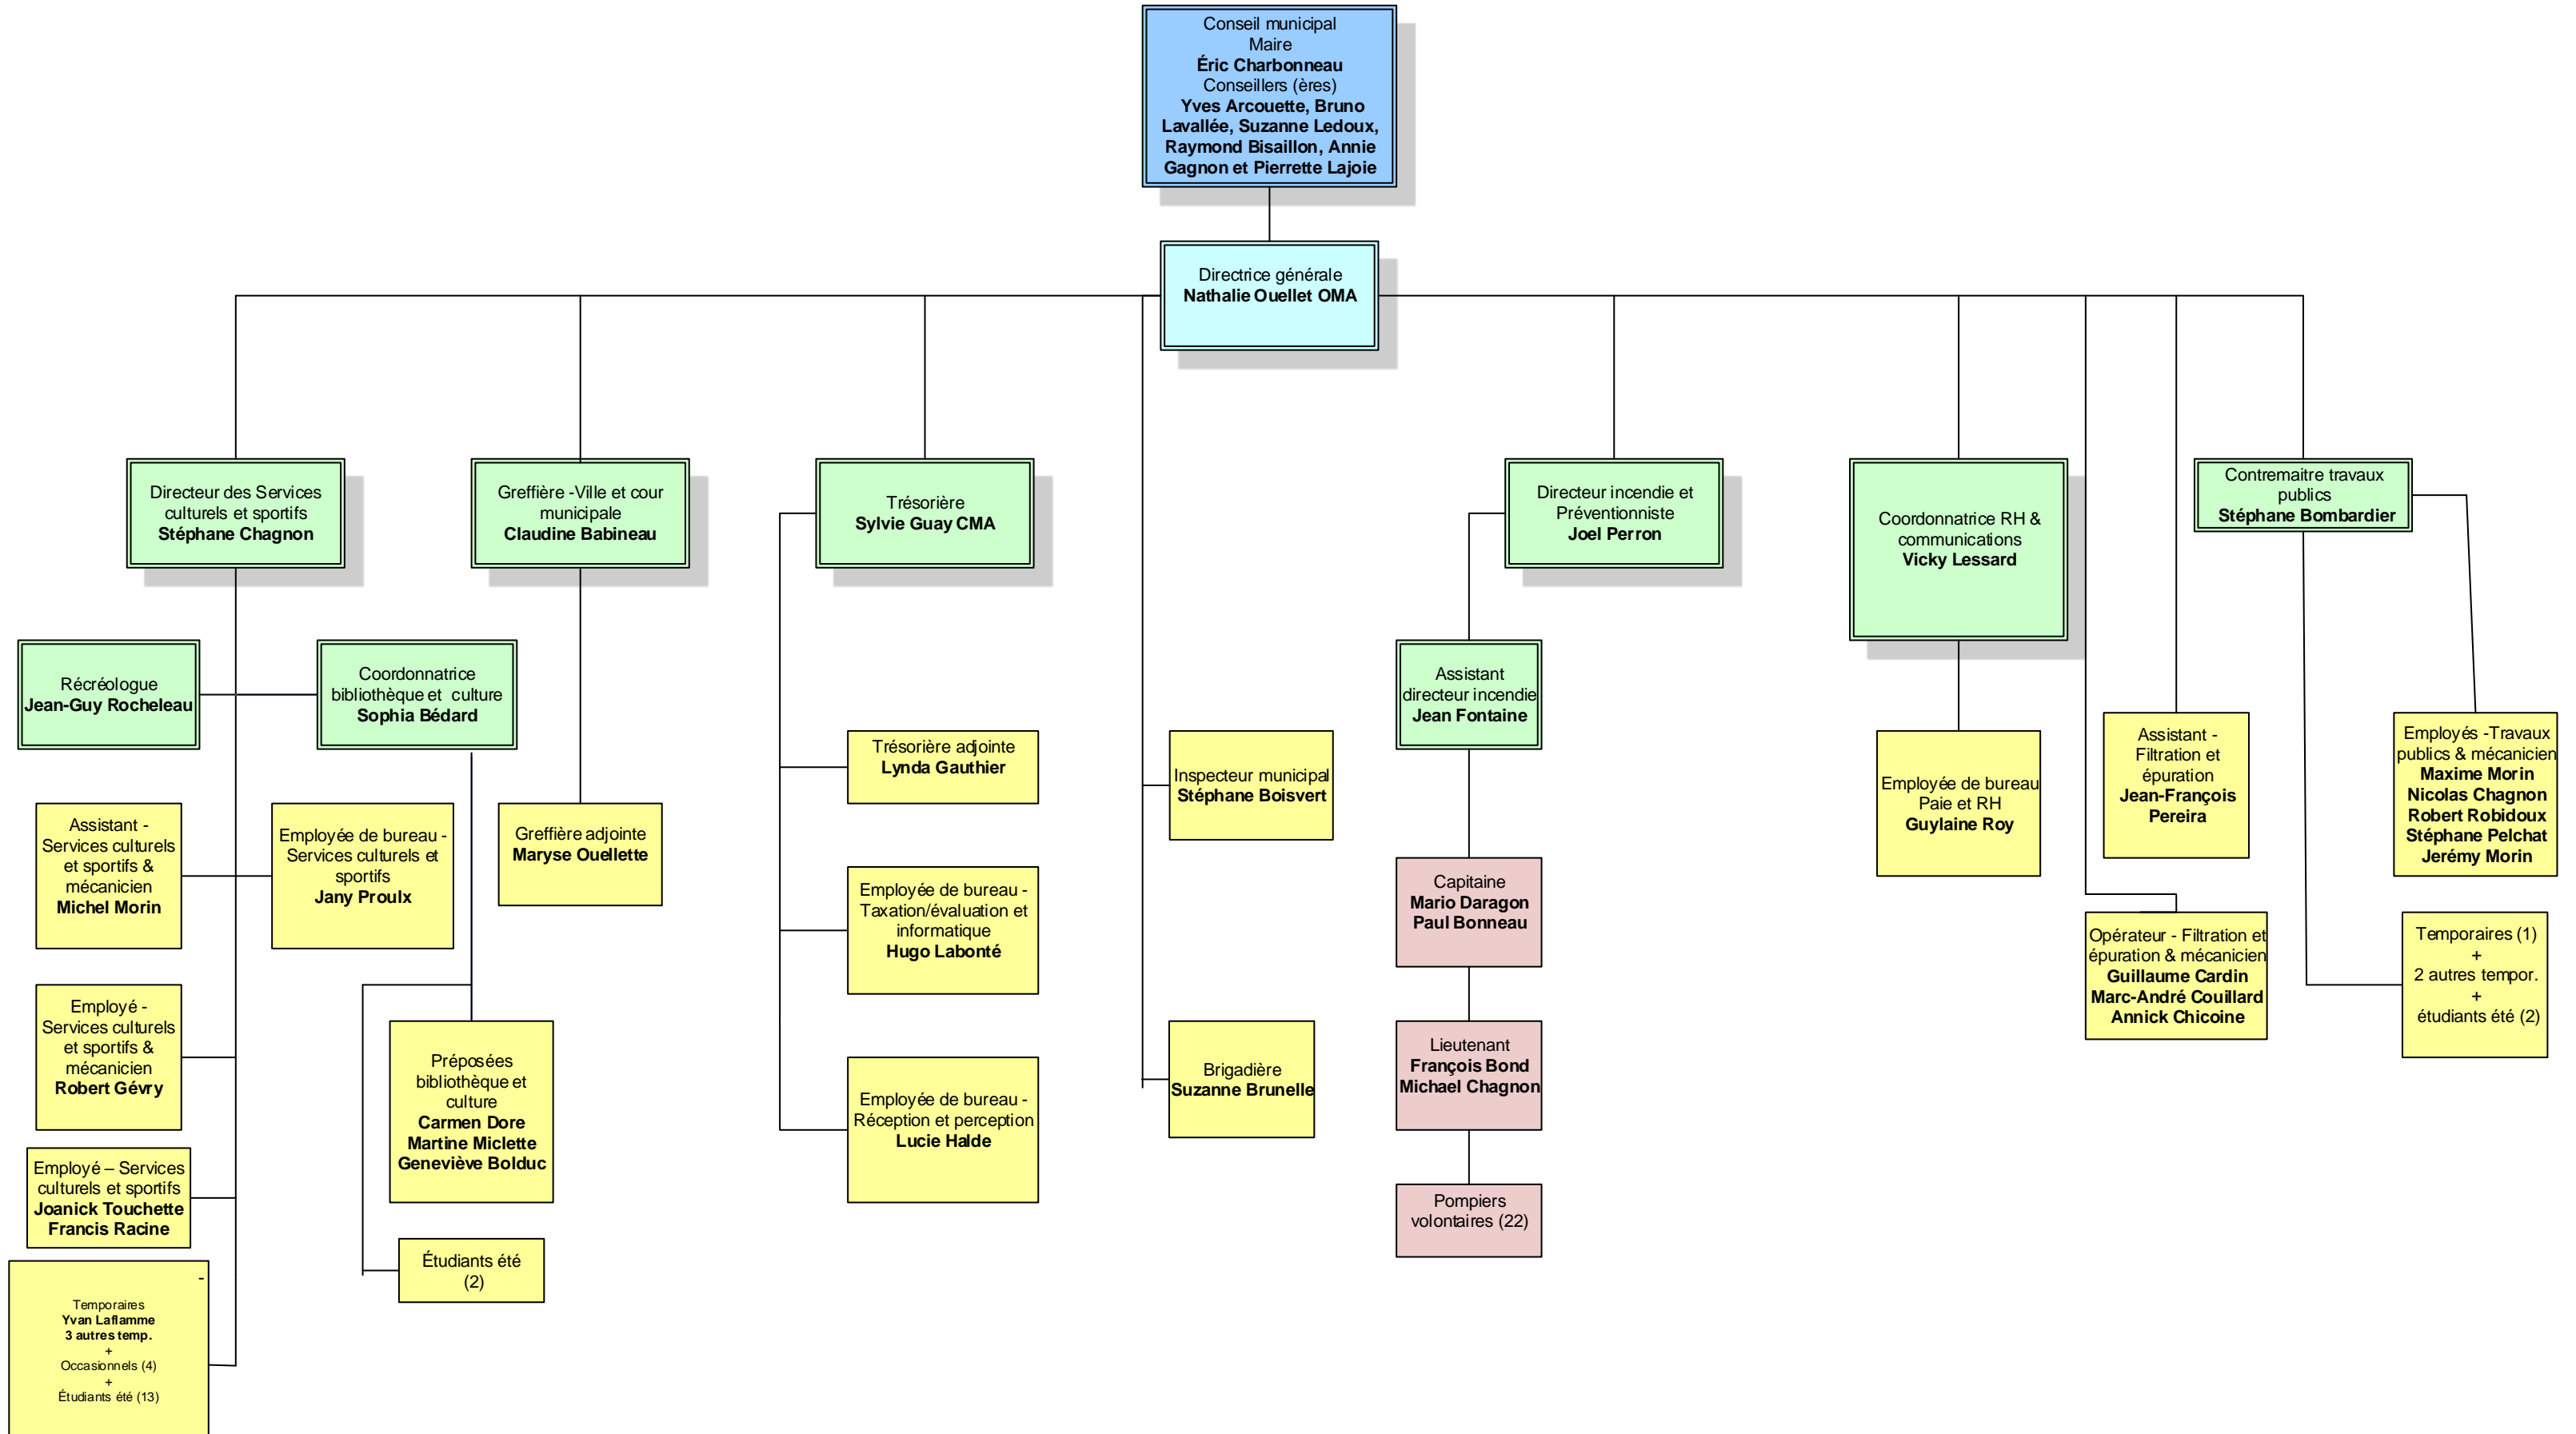 Conseil municipal
Maire
Éric Charbonneau
Conseillers (ères)
Yves Arcouette, Bruno
Lavallée, Suzanne Ledoux,
Raymond Bisaillon, Annie
Gagnon et Pierrette Lajoie
Directrice générale
Nathalie Ouellet OMA
Directeur des Services
culturels et sportifs
Stéphane Chagnon
Greffière -Ville et cour
municipale
Claudine Babineau
Trésorière
Sylvie Guay CMA
Directeur incendie et
Préventionniste
Joel Perron
Coordonnatrice RH &
communications
Vicky Lessard
Contremaitre travaux
publics
Stéphane Bombardier
Récréologue
Jean-Guy Rocheleau
Coordonnatrice
bibliothèque et culture
Sophia Bédard
Assistant
directeur incendie
Jean Fontaine
Trésorière adjointe
Lynda Gauthier
Inspecteur municipal
Stéphane Boisvert
Employée de bureau
Paie et RH
Guylaine Roy
Assistant -
Filtration et
épuration
Jean-François
Pereira
Employés -Travaux
publics & mécanicien
Maxime Morin
Nicolas Chagnon
Robert Robidoux
Stéphane Pelchat
Jerémy Morin
Assistant -
Services culturels
et sportifs &
mécanicien
Michel Morin
Employée de bureau -
Services culturels et
sportifs
Jany Proulx
Greffière adjointe
Maryse Ouellette
Employée de bureau -
Taxation/évaluation et
informatique
Hugo Labonté
Capitaine
Mario Daragon
Paul Bonneau
Opérateur - Filtration et
épuration & mécanicien
Guillaume Cardin
Marc-André Couillard
Annick Chicoine
Temporaires (1)
+
2 autres tempor.
+
étudiants été (2)
Employé -
Services culturels
et sportifs &
mécanicien
Robert Gévry
Préposées
bibliothèque et
culture
Carmen Dore
Martine Miclette
Geneviève Bolduc
Employée de bureau -
Réception et perception
Lucie Halde
Brigadière
Suzanne Brunelle
Lieutenant
François Bond
Michael Chagnon
Employé – Services
culturels et sportifs
Joanick Touchette
Francis Racine
Pompiers
volontaires (22)
Étudiants été
(2)
-
Temporaires
Yvan Laflamme
3 autres temp.
+
Occasionnels (4)
+
Étudiants été (13)